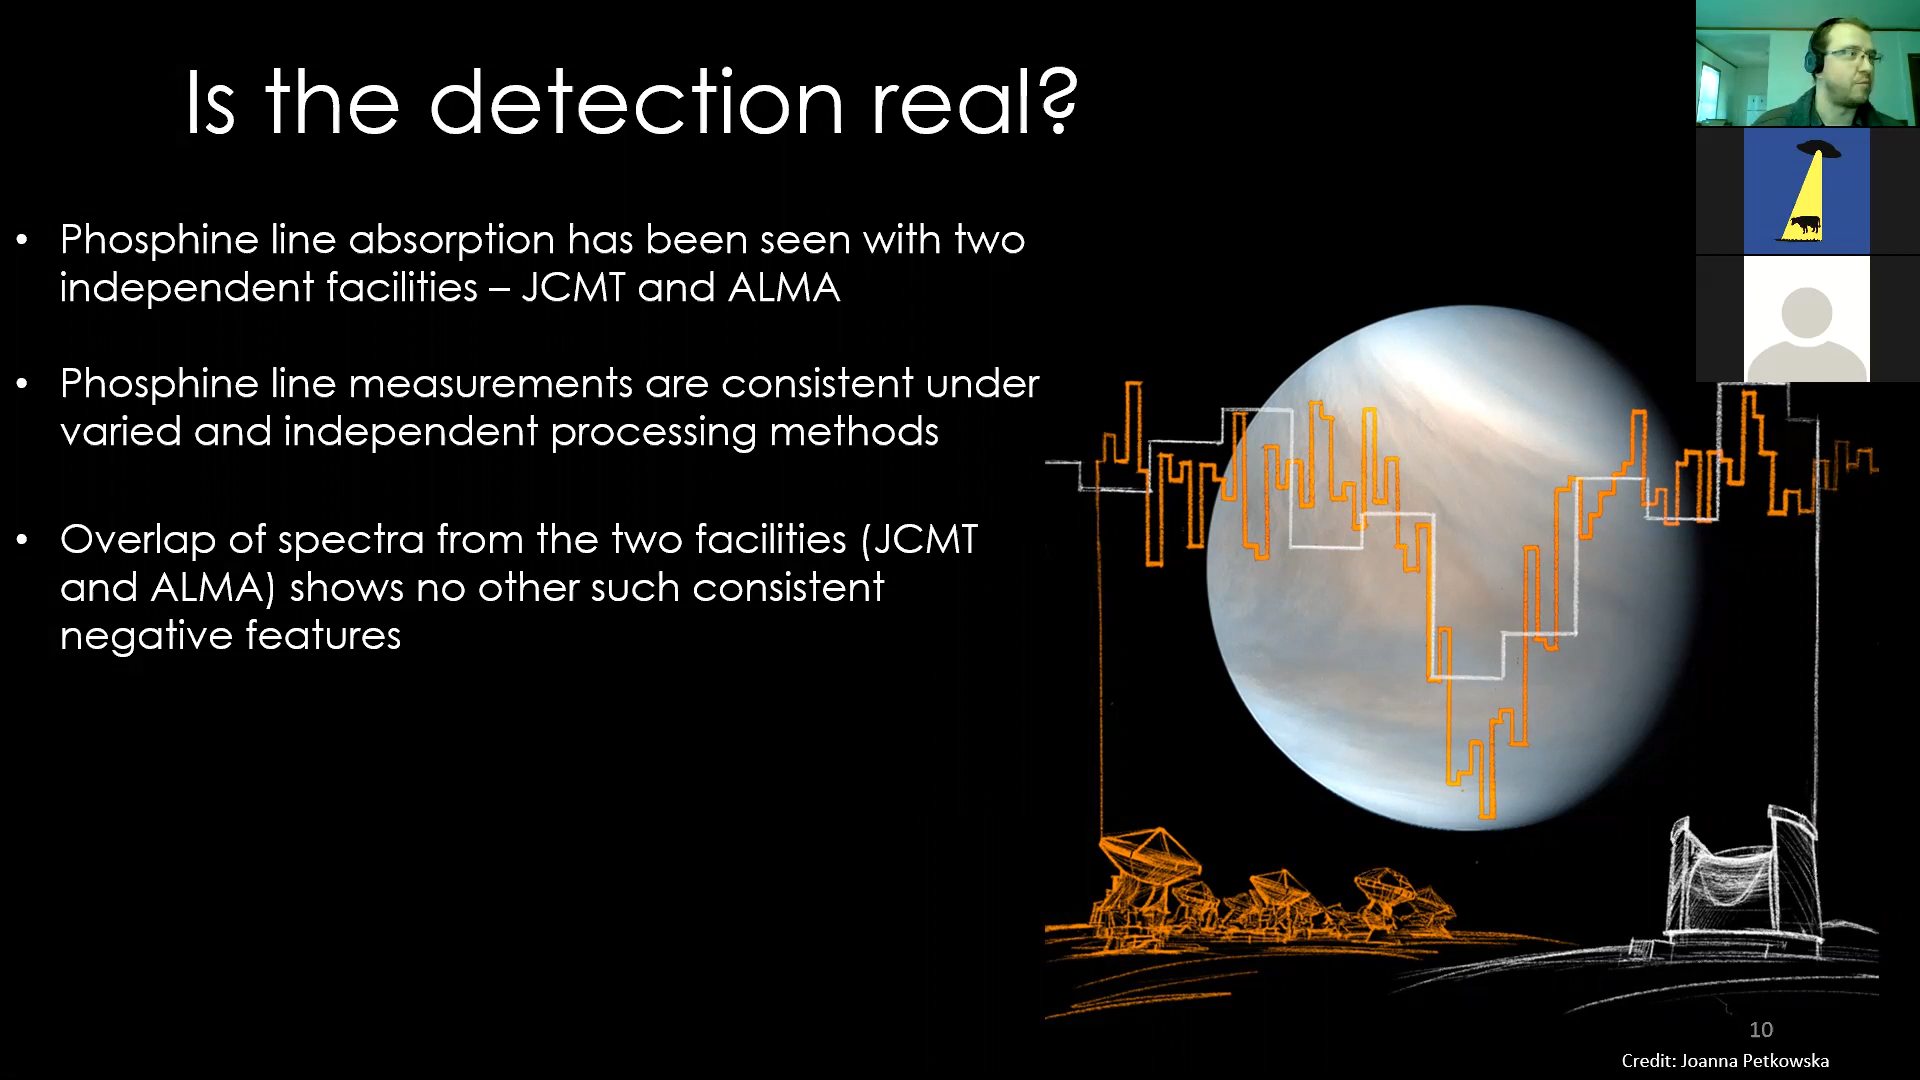 Is the detection real?
• Phosphine line absorption has been seen with two
independent facilities – JCMT and ALMA
• Phosphine line measurements are consistent under
varied and independent processing methods
• Overlap of spectra from the two facilities (JCMT
and ALMA) shows no other such consistent
negative features
10
Credit: Joanna Petkowska